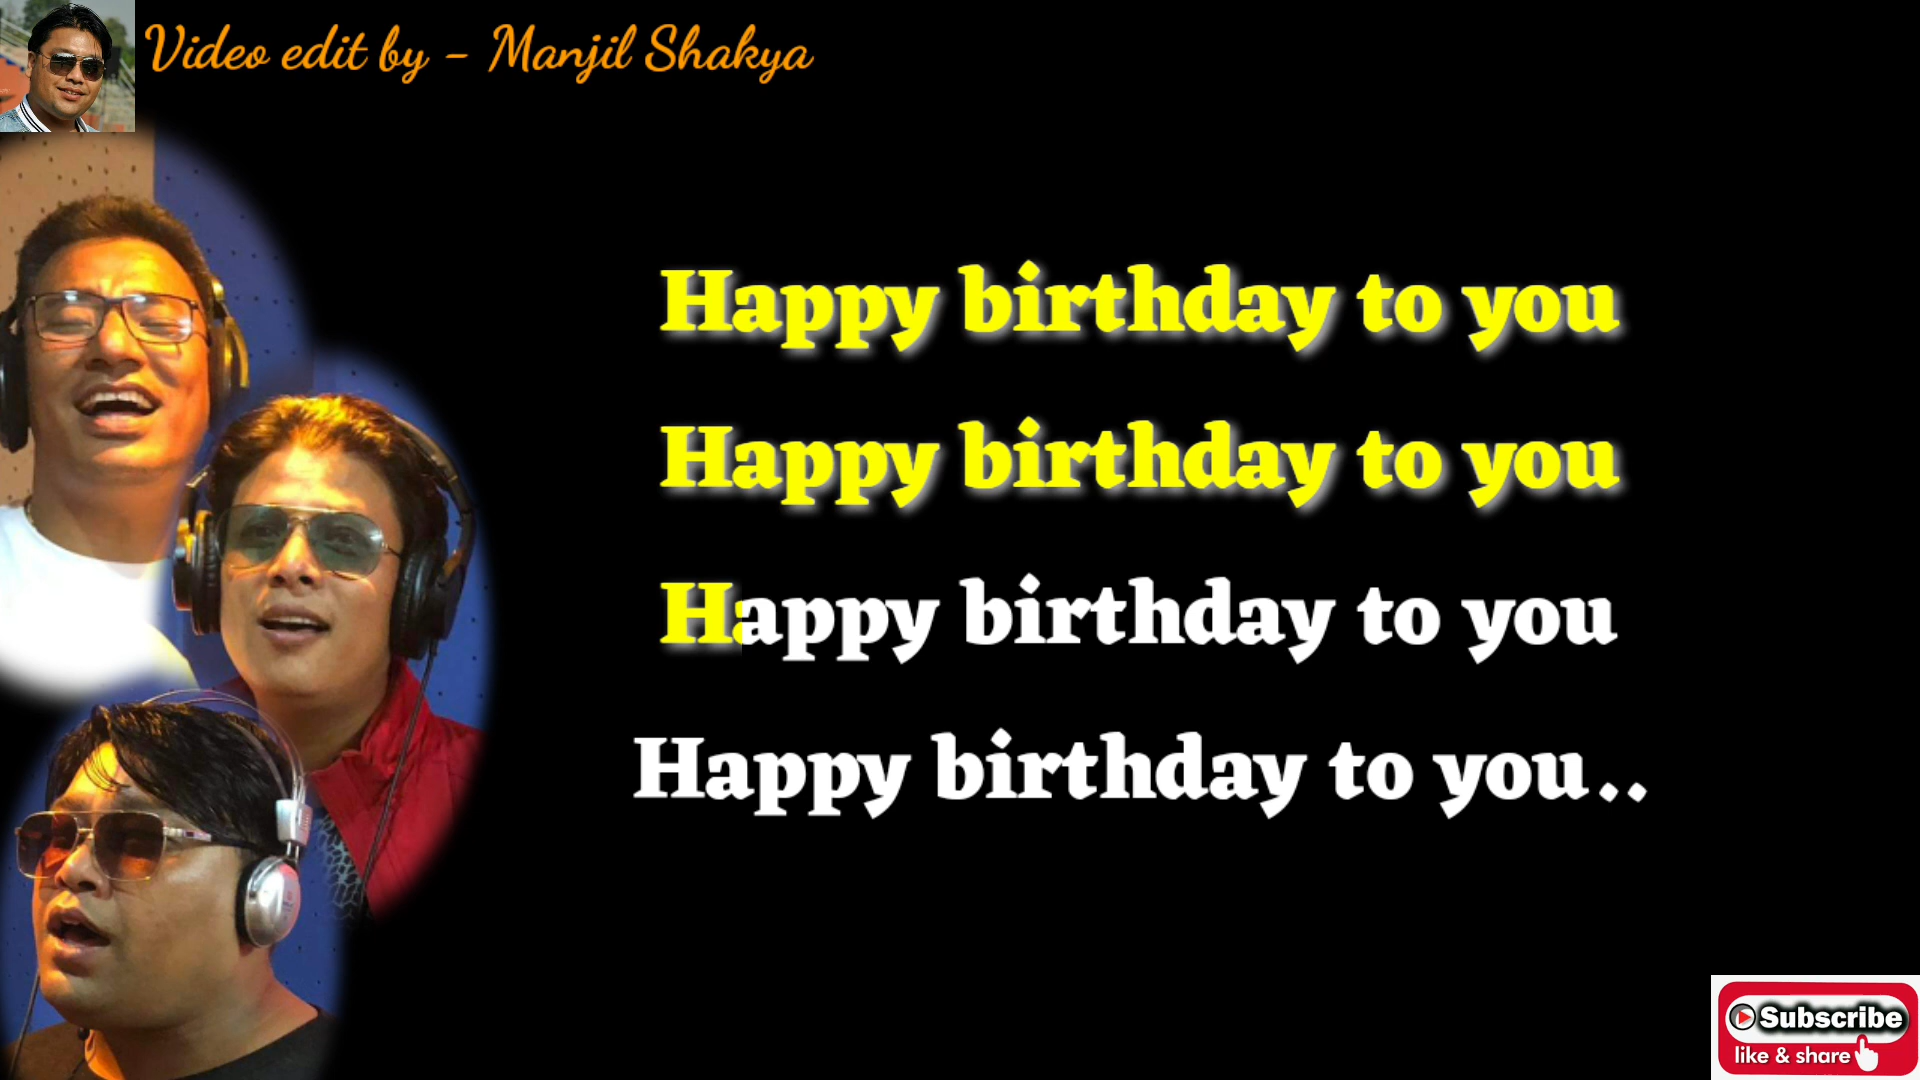 Video edit by - Manjil Shakya
Happy birthday to you
Happy birthday to you
Happy birthday to you
Happy birthday to you..
Subscribe
like & share